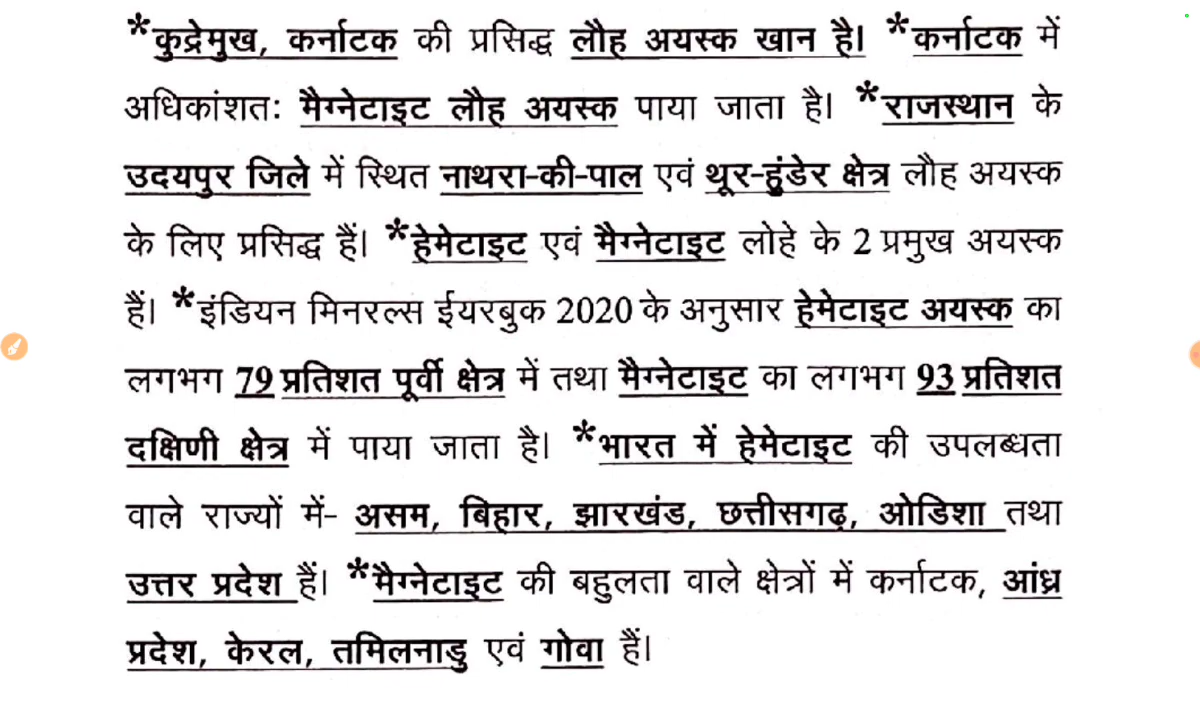 *कुद्रेमुख, कर्नाटक की प्रसिद्ध लौह अयस्क खान है। *कर्नाटक में
अधिकांशतः मैग्नेटाइट लौह अयस्क पाया जाता है। *राजस्थान के
उदयपुर जिले में स्थित नाथरा-की-पाल एवं थूर-हुंडेर क्षेत्र लौह अयस्क
के लिए प्रसिद्ध हैं। *हेमेटाइट एवं मैग्नेटाइट लोहे के 2 प्रमुख अयस्क
हैं। *इंडियन मिनरल्स ईयरबुक 2020 के अनुसार हेमेटाइट अयस्क का
लगभग 79 प्रतिशत पूर्वी क्षेत्र में तथा मैग्नेटाइट का लगभग 93 प्रतिशत
दक्षिणी क्षेत्र में पाया जाता है। *भारत में हेमेटाइट की उपलब्धता
वाले राज्यों में- असम, बिहार, झारखंड, छत्तीसगढ़, ओडिशा तथा
उत्तर प्रदेश हैं। *मैग्नेटाइट की बहुलता वाले क्षेत्रों में कर्नाटक, आंध्र
प्रदेश, केरल, तमिलनाडु एवं गोवा हैं।